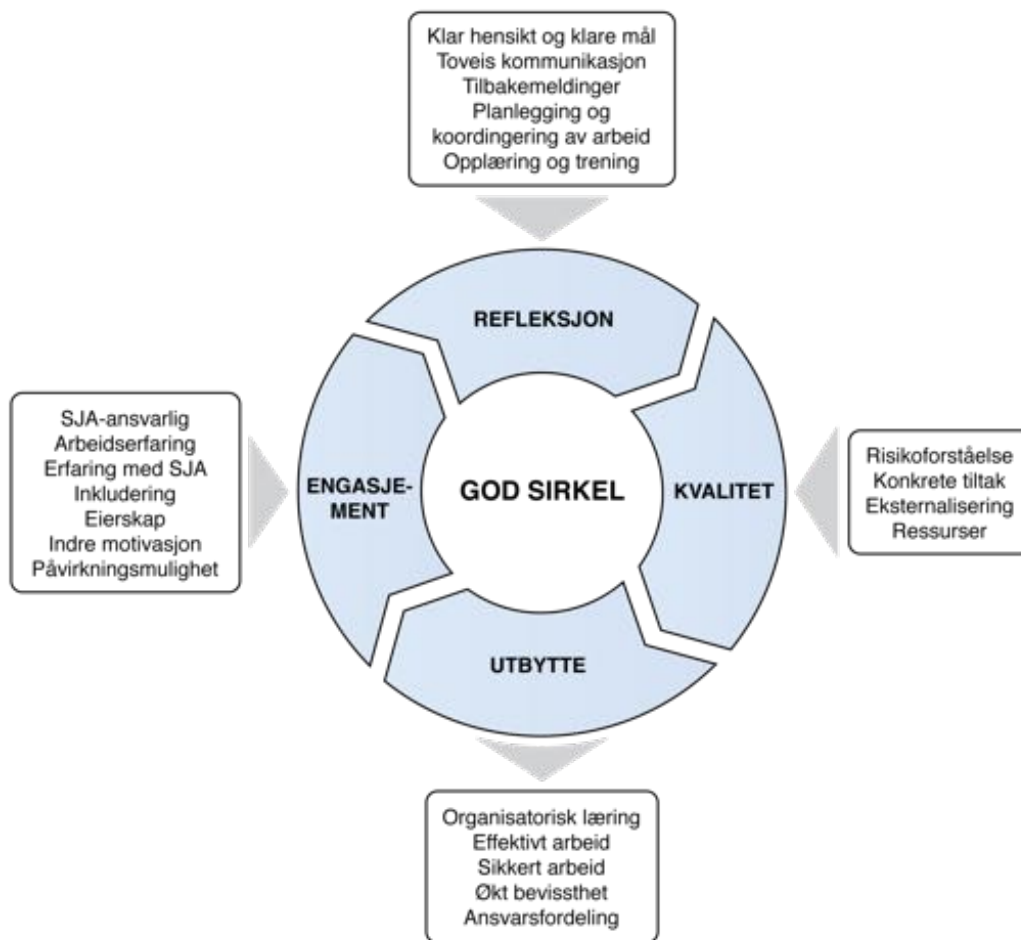 Klar hensikt og klare mål
Toveis kommunikasjon
Tilbakemeldinger
Planlegging og
koordingering av arbeid
Opplæring og trening
REFLEKSJON
SJA-ansvarlig
Arbeidserfaring
Erfaring med SJA
Inkludering
Eierskap
Indre motivasjon
Påvirkningsmulighet
ENGASJE-
MENT
GOD SIRKEL
KVALITET
Risikoforståelse
Konkrete tiltak
Eksternalisering
Ressurser
UTBYTTE
Organisatorisk læring
Effektivt arbeid
Sikkert arbeid
Økt bevissthet
Ansvarsfordeling